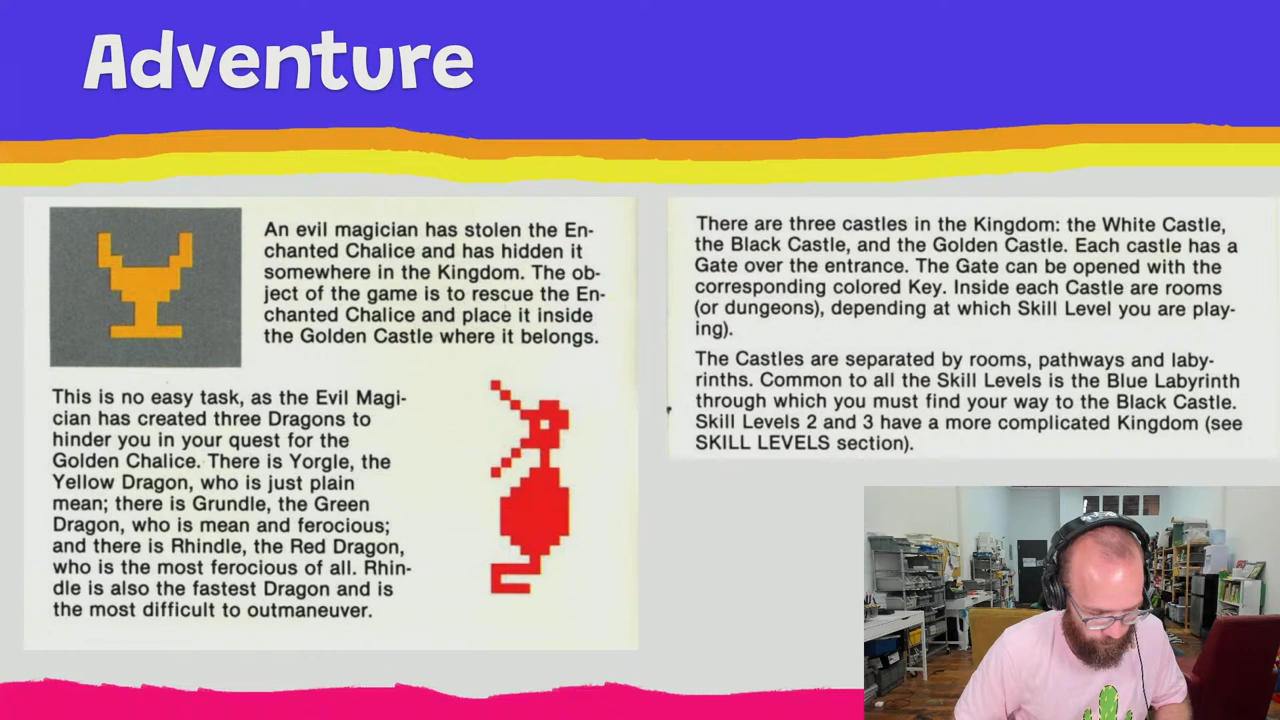 Adventure
An evil magician has stolen the En-
chanted Chalice and has hidden it
somewhere in the Kingdom. The ob-
ject of the game is to rescue the En-
chanted Chalice and place it inside
the Golden Castle where it belongs.
This is no easy task, as the Evil Magi-
cian has created three Dragons to
hinder you in your quest for the
Golden Chalice. There is Yorgle, the
Yellow Dragon, who is just plain
mean; there is Grundle, the Green
Dragon, who is mean and ferocious;
and there is Rhindle, the Red Dragon,
who is the most ferocious of all. Rhin-
dle is also the fastest Dragon and is
the most difficult to outmaneuver.
There are three castles in the Kingdom: the White Castle,
the Black Castle, and the Golden Castle. Each castle has a
Gate over the entrance. The Gate can be opened with the
corresponding colored Key. Inside each Castle are rooms
(or dungeons), depending at which Skill Level you are play-
ing).
The Castles are separated by rooms, pathways and laby-
rinths. Common to all the Skill Levels is the Blue Labyrinth
through which you must find your way to the Black Castle.
Skill Levels 2 and 3 have a more complicated Kingdom (see
SKILL LEVELS section).